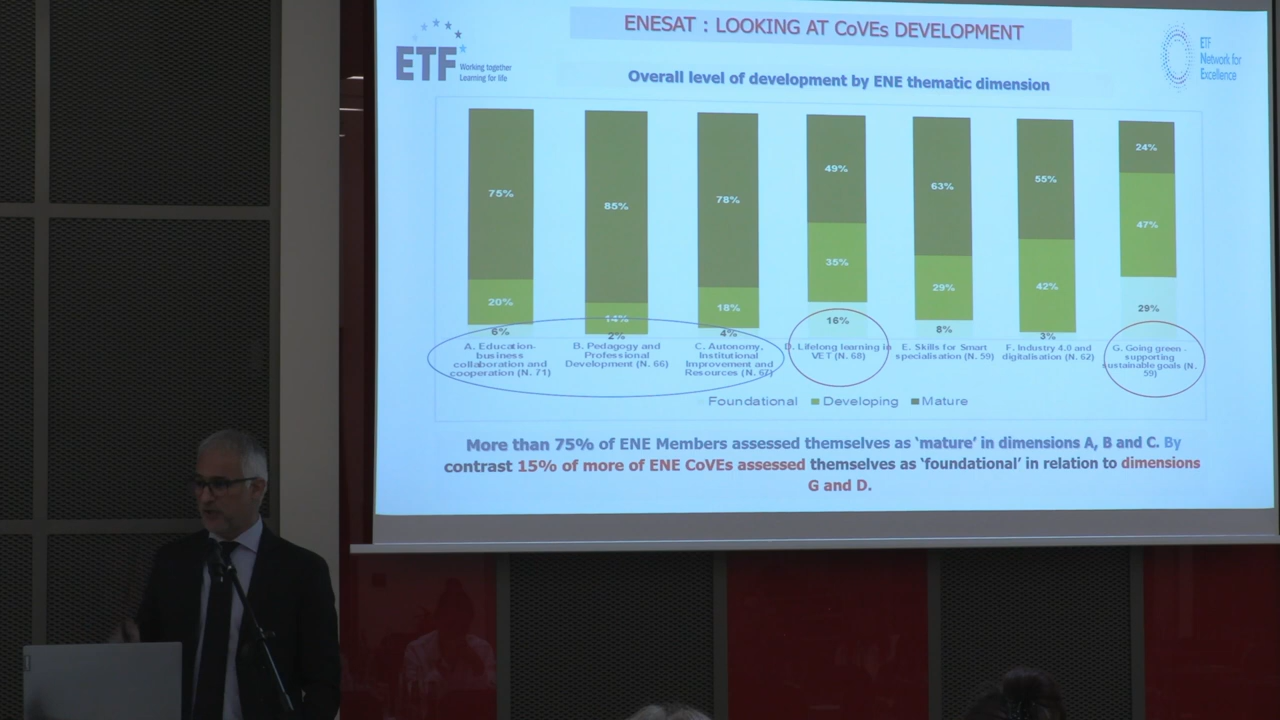 ENESAT : LOOKING AT CoVEs DEVELOPMENT
ETF
Working together
Learning for life
ETF
Network for
Excellence
Overall level of development by ENE thematic dimension
75%
85%
78%
49%
63%
55%
24%
20%
14%
18%
35%
29%
42%
47%
6%
2%
4%
16%
8%
3%
29%
A. Education-
business
collaboration and
cooperation (N. 71)
B. Pedagogy and
Professional
Development (N. 66)
C. Autonomy,
Institutional
Improvement and
Resources (N. 67)
D. Lifelong learning in
VET (N. 68)
E. Skills for Smart
specialisation (N. 59)
F. Industry 4.0 and
digitalisation (N. 62)
G. Going green -
supporting
sustainable goals (N.
59)
Foundational Developing Mature
More than 75% of ENE Members assessed themselves as ‘mature’ in dimensions A, B and C. By
contrast 15% of more of ENE CoVEs assessed themselves as ‘foundational’ in relation to dimensions
G and D.